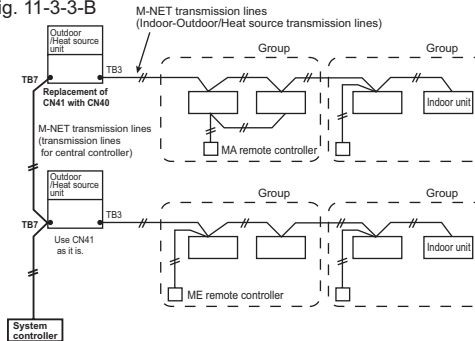 ig. 11-3-3-B
M-NET transmission lines
(Indoor-Outdoor/Heat source transmission lines)
Outdoor
/Heat source
unit
Group
Group
TB7
TB3
Replacement of
CN41 with CN40
Indoor unit
M-NET transmission lines
(transmission lines
for central controller)
MA remote controller
Outdoor
/Heat source
unit
Group
Group
TB7
TB3
Use CN41
as it is.
Indoor unit
ME remote controller
System
controller